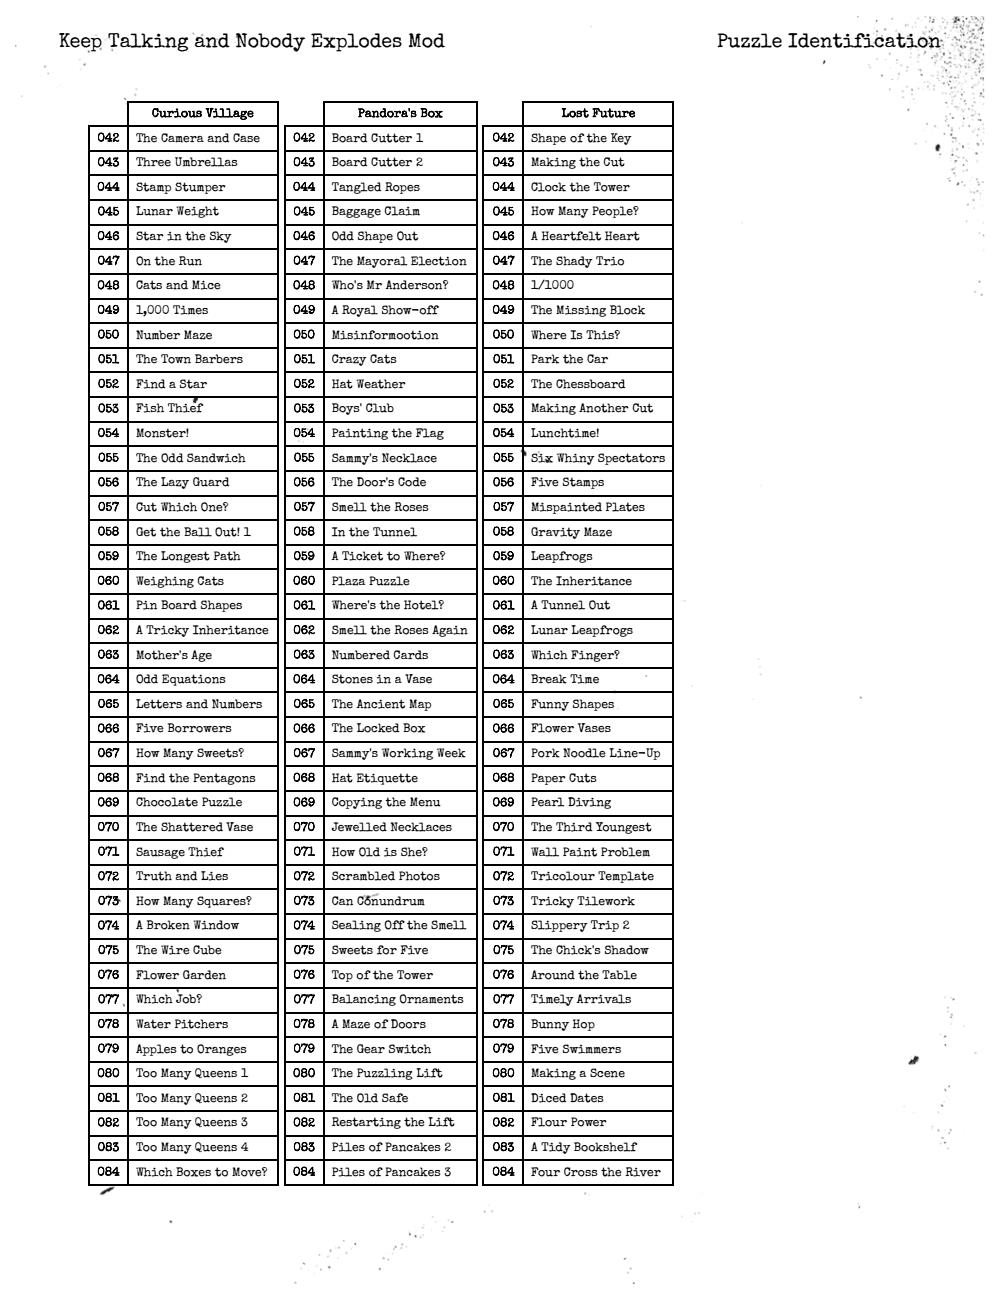 Keep Talking and Nobody Explodes Mod Puzzle Identification
Curious Village Pandora's Box Lost Future
042 The Camera and Case 042 Board Cutter 1 042 Shape of the Key
043 Three Umbrellas 043 Board Cutter 2 043 Making the Cut
044 Stamp Stumper 044 Tangled Ropes 044 Clock the Tower
045 Lunar Weight 045 Baggage Claim 045 How Many People?
046 Star in the Sky 046 Odd Shape Out 046 A Heartfelt Heart
047 On the Run 047 The Mayoral Election 047 The Shady Trio
048 Cats and Mice 048 Who's Mr Anderson? 048 1/1000
049 1,000 Times 049 A Royal Show-off 049 The Missing Block
050 Number Maze 050 Misinformootion 050 Where Is This?
051 The Town Barbers 051 Crazy Cats 051 Park the Car
052 Find a Star 052 Hat Weather 052 The Chessboard
053 Fish Thief 053 Boys' Club 053 Making Another Cut
054 Monster! 054 Painting the Flag 054 Lunchtime!
055 The Odd Sandwich 055 Sammy's Necklace 055 Six Whiny Spectators
056 The Lazy Guard 056 The Door's Code 056 Five Stamps
057 Cut Which One? 057 Smell the Roses 057 Mispainted Plates
058 Get the Ball Out! 1 058 In the Tunnel 058 Gravity Maze
059 The Longest Path 059 A Ticket to Where? 059 Leapfrogs
060 Weighing Cats 060 Plaza Puzzle 060 The Inheritance
061 Pin Board Shapes 061 Where's the Hotel? 061 A Tunnel Out
062 A Tricky Inheritance 062 Smell the Roses Again 062 Lunar Leapfrogs
063 Mother's Age 063 Numbered Cards 063 Which Finger?
064 Odd Equations 064 Stones in a Vase 064 Break Time
065 Letters and Numbers 065 The Ancient Map 065 Funny Shapes
066 Five Borrowers 066 The Locked Box 066 Flower Vases
067 How Many Sweets? 067 Sammy's Working Week 067 Pork Noodle Line-Up
068 Find the Pentagons 068 Hat Etiquette 068 Paper Cuts
069 Chocolate Puzzle 069 Copying the Menu 069 Pearl Diving
070 The Shattered Vase 070 Jewelled Necklaces 070 The Third Youngest
071 Sausage Thief 071 How Old is She? 071 Wall Paint Problem
072 Truth and Lies 072 Scrambled Photos 072 Tricolour Template
073 How Many Squares? 073 Can Conundrum 073 Tricky Tilework
074 A Broken Window 074 Sealing Off the Smell 074 Slippery Trip 2
075 The Wire Cube 075 Sweets for Five 075 The Chick's Shadow
076 Flower Garden 076 Top of the Tower 076 Around the Table
077 Which Job? 077 Balancing Ornaments 077 Timely Arrivals
078 Water Pitchers 078 A Maze of Doors 078 Bunny Hop
079 Apples to Oranges 079 The Gear Switch 079 Five Swimmers
080 Too Many Queens 1 080 The Puzzling Lift 080 Making a Scene
081 Too Many Queens 2 081 The Old Safe 081 Diced Dates
082 Too Many Queens 3 082 Restarting the Lift 082 Flour Power
083 Too Many Queens 4 083 Piles of Pancakes 2 083 A Tidy Bookshelf
084 Which Boxes to Move? 084 Piles of Pancakes 3 084 Four Cross the River